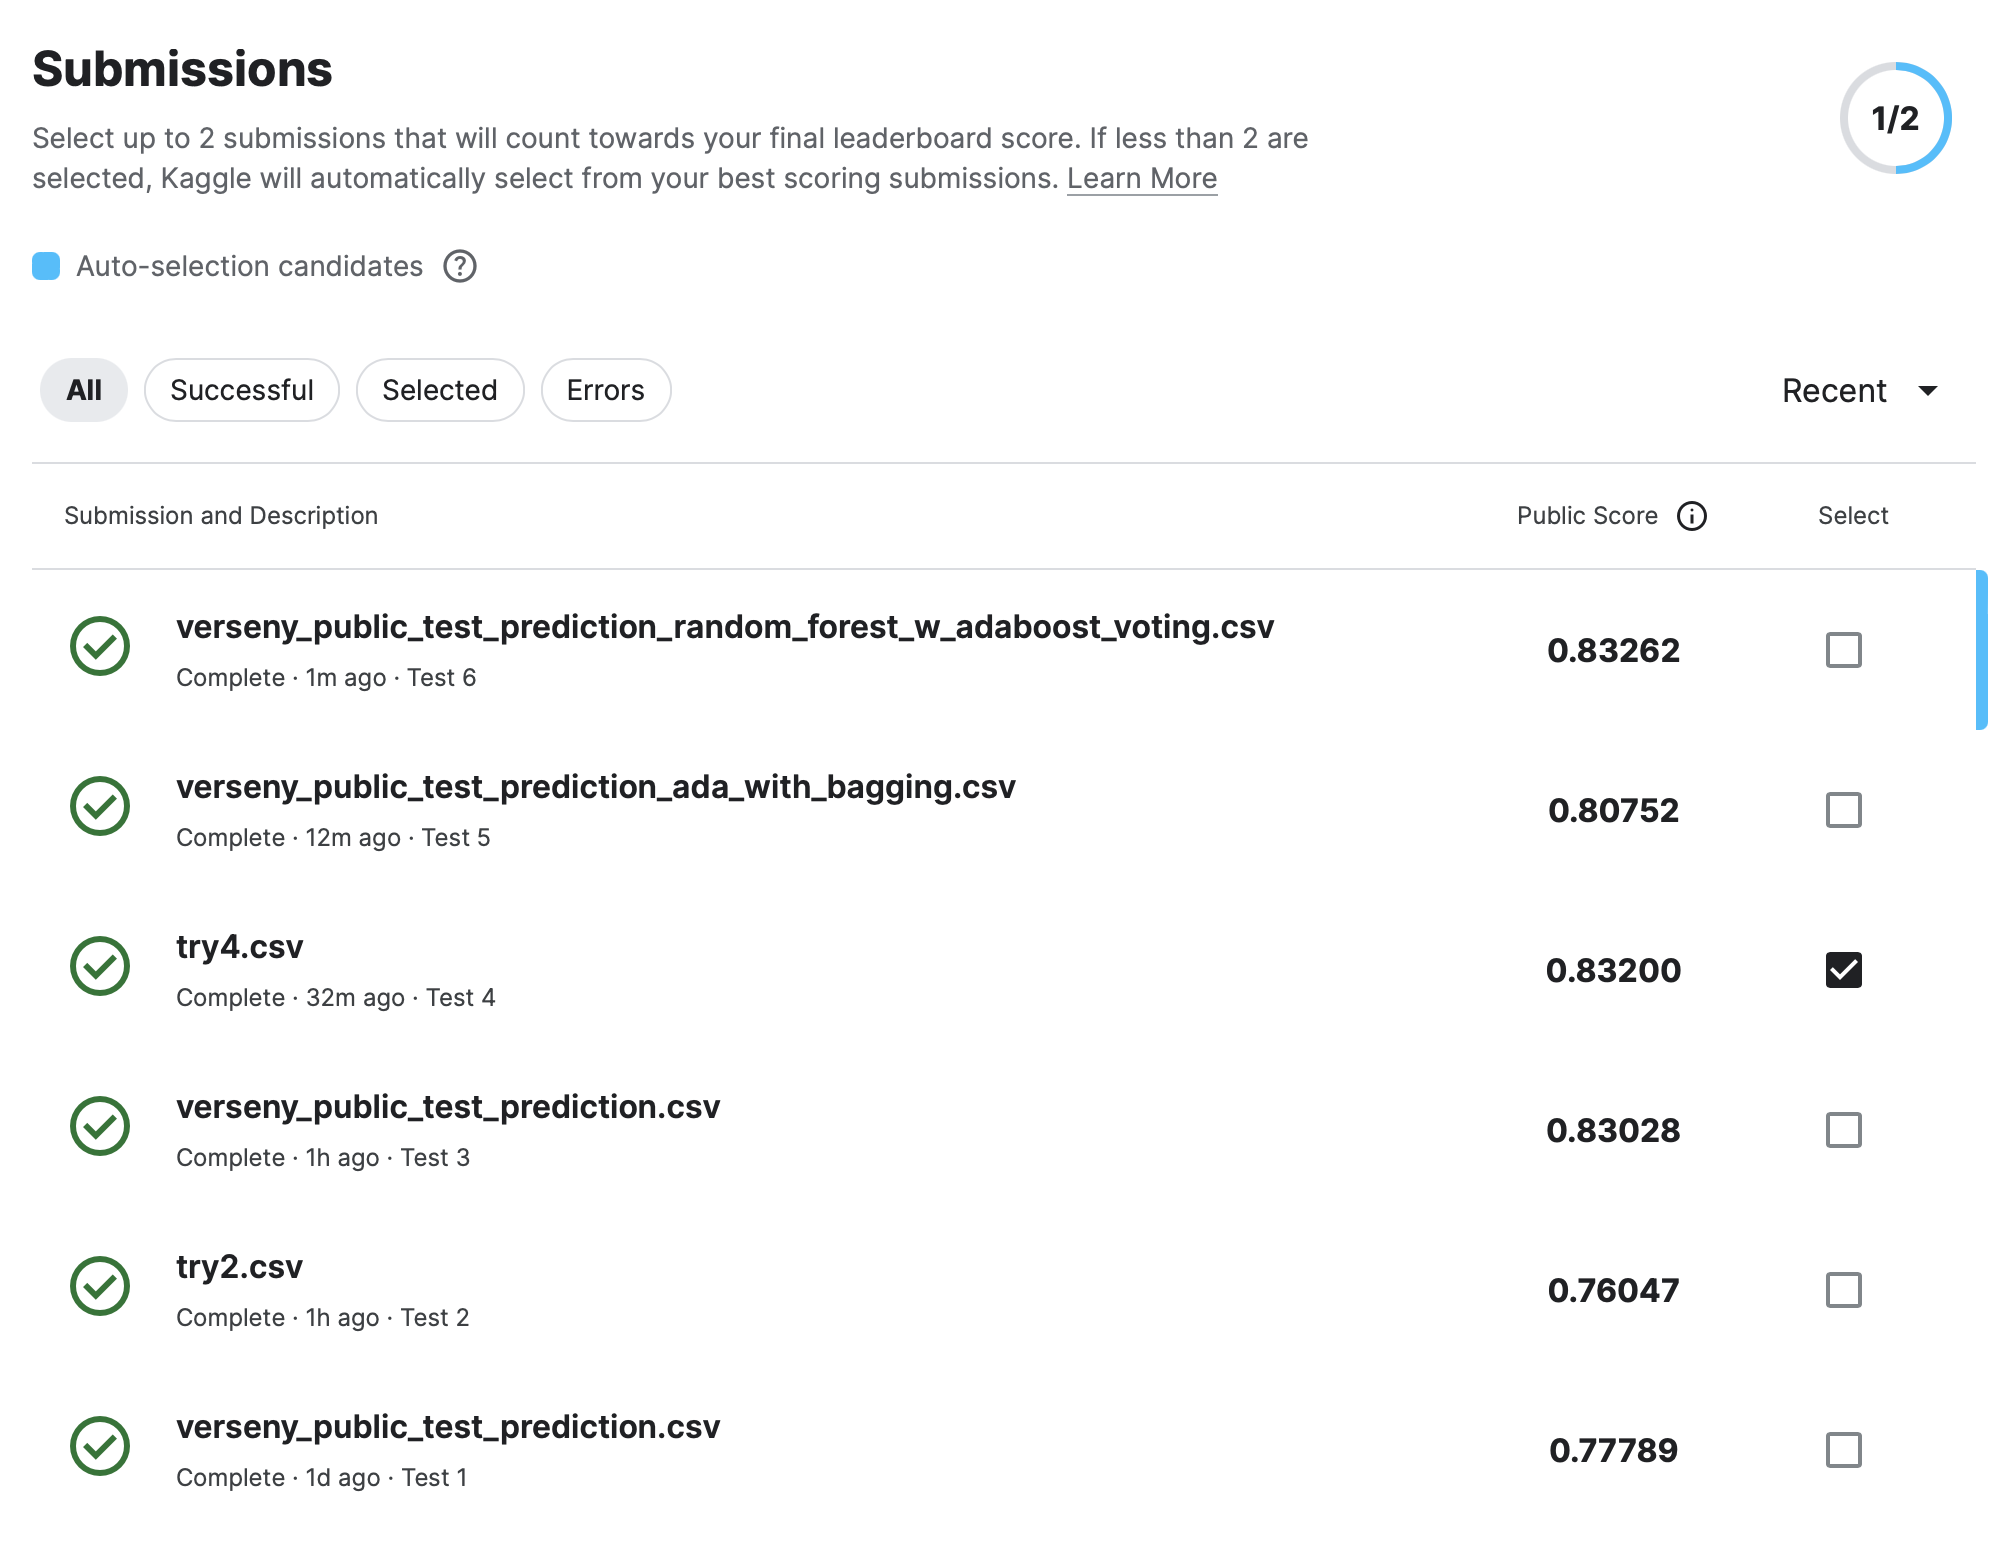 Submissions
1/2
Select up to 2 submissions that will count towards your final leaderboard score. If less than 2 are
selected, Kaggle will automatically select from your best scoring submissions. Learn More
Auto-selection candidates ?
All Successful Selected Errors Recent
Submission and Description Public Score Select
verseny_public_test_prediction_random_forest_w_adaboost_voting.csv 0.83262
Complete · 1m ago · Test 6
verseny_public_test_prediction_ada_with_bagging.csv 0.80752
Complete · 12m ago · Test 5
try4.csv 0.83200
Complete · 32m ago · Test 4
verseny_public_test_prediction.csv 0.83028
Complete · 1h ago · Test 3
try2.csv 0.76047
Complete · 1h ago · Test 2
verseny_public_test_prediction.csv 0.77789
Complete · 1d ago · Test 1